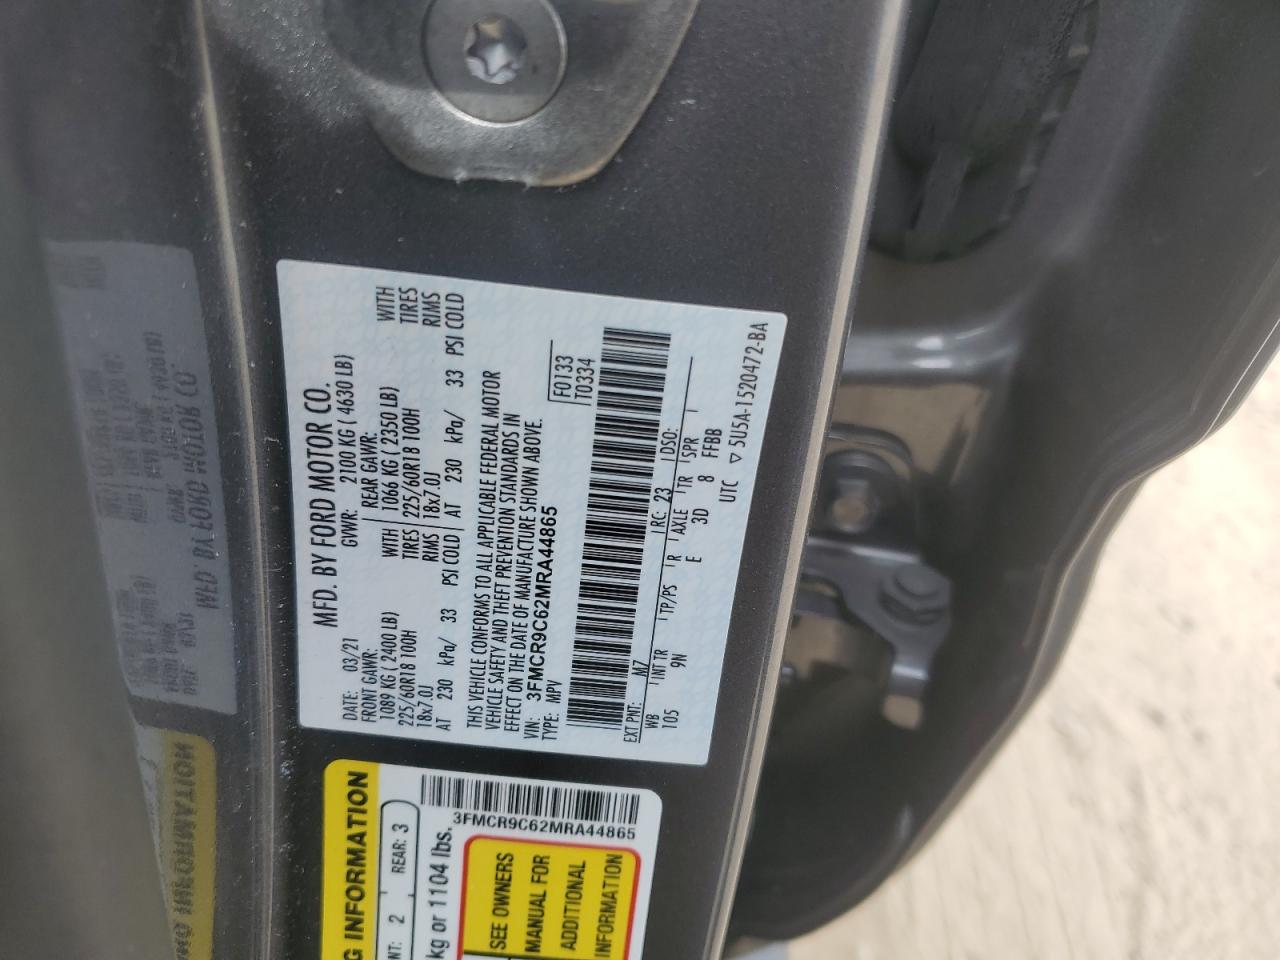 MFD. BY FORD MOTOR CO.
DATE: 03/21 GVWR: 2100 KG ( 4630 LB)
FRONT GAWR: REAR GAWR:
1089 KG ( 2400 LB) WITH 1066 KG ( 2350 LB) WITH
225/60R18 100H TIRES 225/60R18 100H TIRES
18x7.0J RIMS 18x7.0J RIMS
AT 230 kPa/ 33 PSI COLD AT 230 kPa/ 33 PSI COLD
THIS VEHICLE CONFORMS TO ALL APPLICABLE FEDERAL MOTOR
VEHICLE SAFETY AND THEFT PREVENTION STANDARDS IN
EFFECT ON THE DATE OF MANUFACTURE SHOWN ABOVE.
VIN: 3FMCR9C62MRA44865
TYPE: MPV
F0133
T0334
EXT PNT: M7 RC: 23 DSO:
WB INT TR TP/PS R AXLE TR SPR
105 9N E 3D 8 FFBB
UTC ▽ 5U5A-1520472-BA
G INFORMATION
NT: 2 REAR: 3
kg or 1104 lbs.
3FMCR9C62MRA44865
SEE OWNERS
MANUAL FOR
ADDITIONAL
INFORMATION